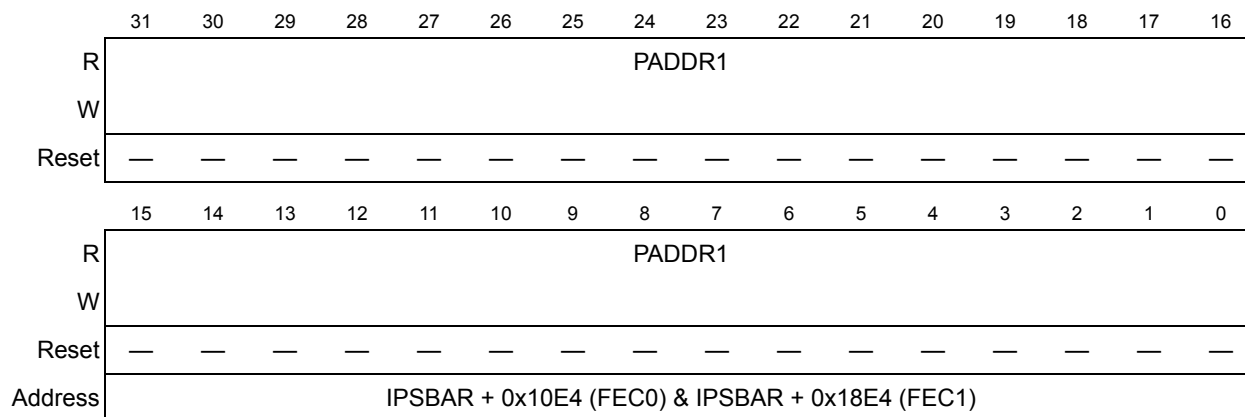 31 30 29 28 27 26 25 24 23 22 21 20 19 18 17 16
R PADDR1
W
Reset — — — — — — — — — — — — — — — —
15 14 13 12 11 10 9 8 7 6 5 4 3 2 1 0
R PADDR1
W
Reset — — — — — — — — — — — — — — — —
Address IPSBAR + 0x10E4 (FEC0) & IPSBAR + 0x18E4 (FEC1)